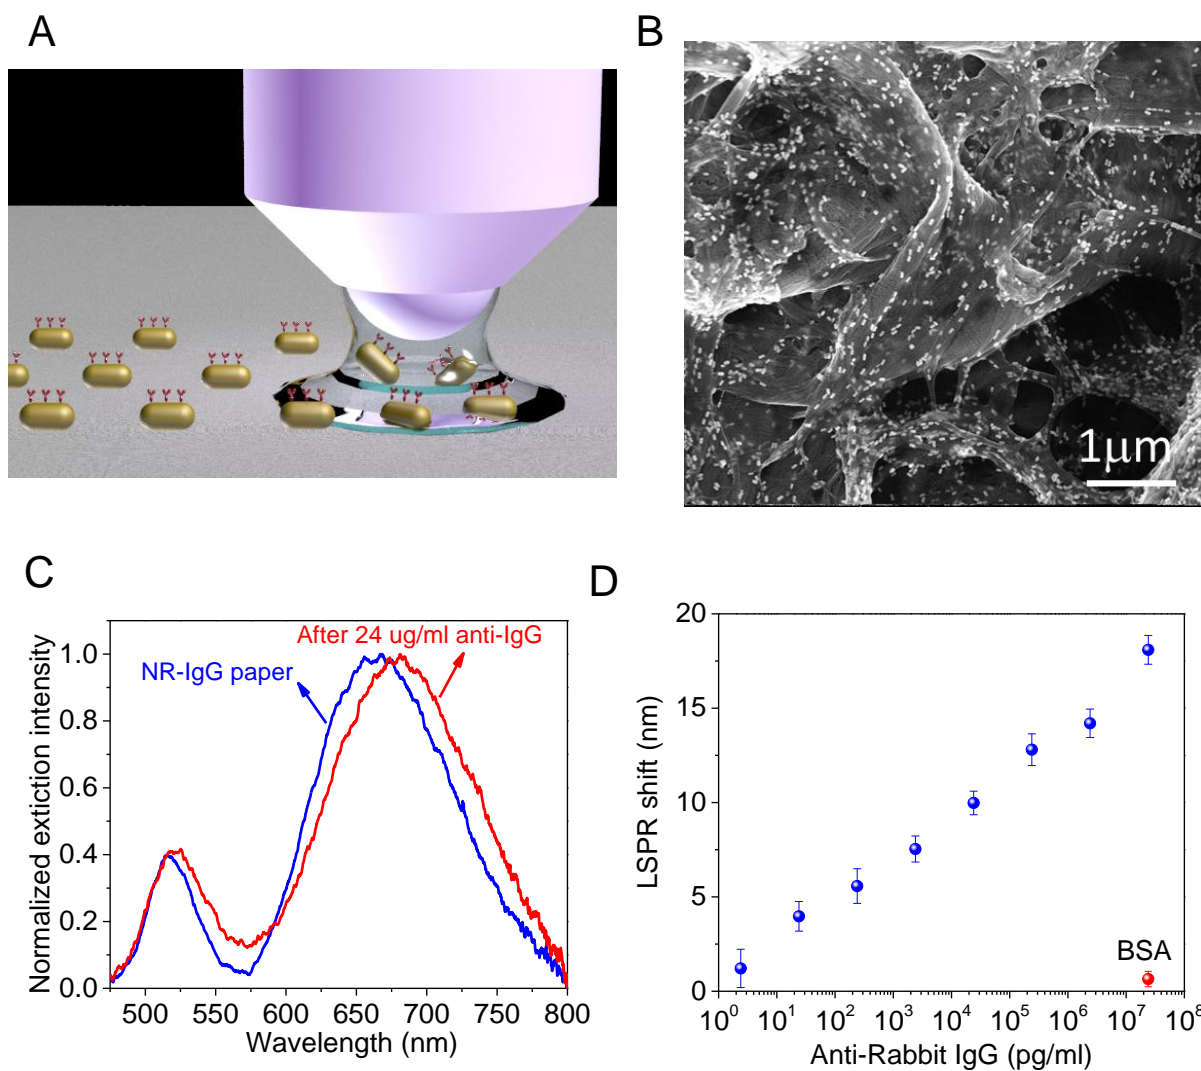 A
B
1μm
C
Normalized extiction intensity
1.0
0.8
0.6
0.4
0.2
0.0
After 24 ug/ml anti-IgG
NR-IgG paper
500 550 600 650 700 750 800
Wavelength (nm)
D
LSPR shift (nm)
20
15
10
5
0
BSA
10⁰ 10¹ 10² 10³ 10⁴ 10⁵ 10⁶ 10⁷ 10⁸
Anti-Rabbit IgG (pg/ml)